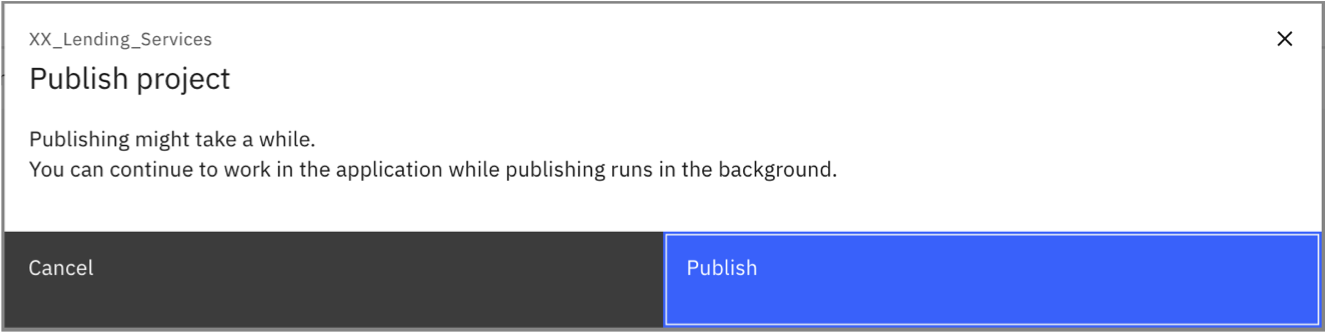 XX_Lending_Services
Publish project
Publishing might take a while.
You can continue to work in the application while publishing runs in the background.
Cancel
Publish